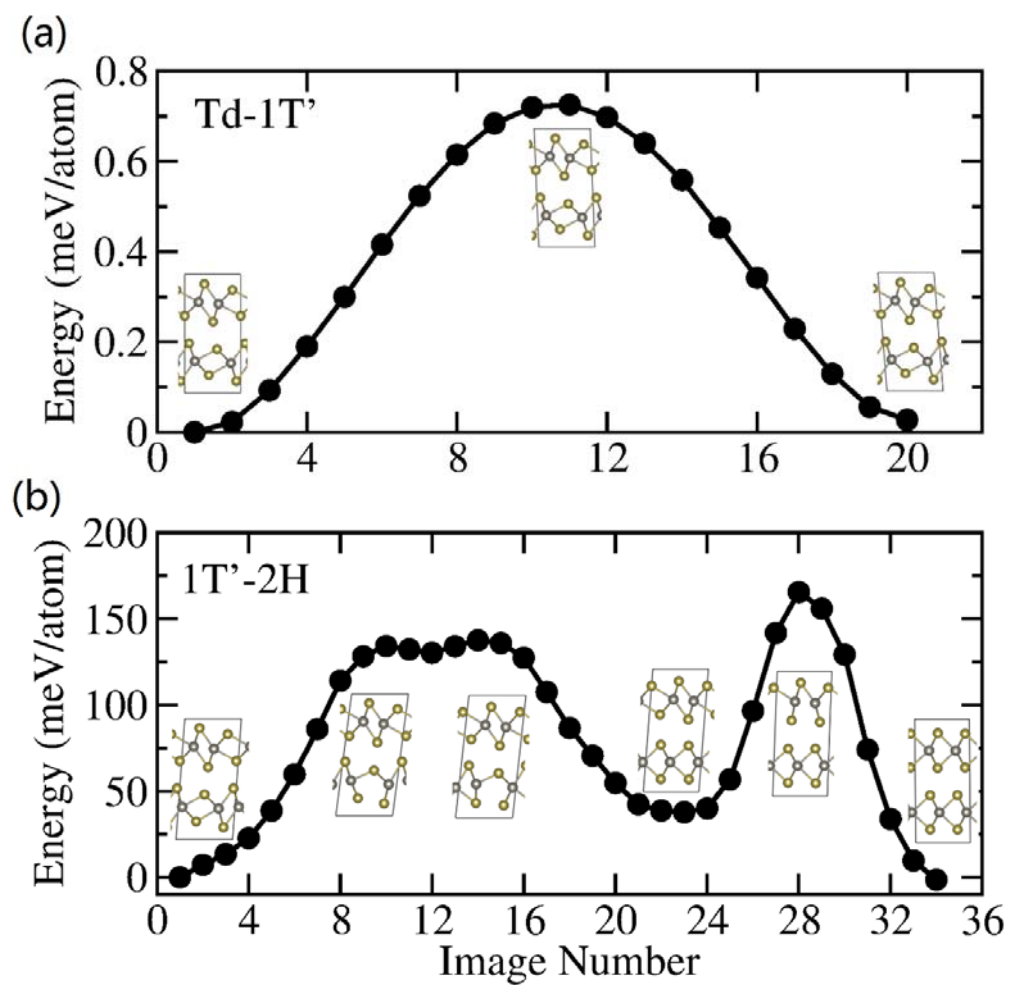 (a)
Energy (meV/atom)
0.8
0.6
0.4
0.2
0
Td-1T’
0 4 8 12 16 20
(b)
Energy (meV/atom)
200
150
100
50
0
1T’-2H
0 4 8 12 16 20 24 28 32 36
Image Number